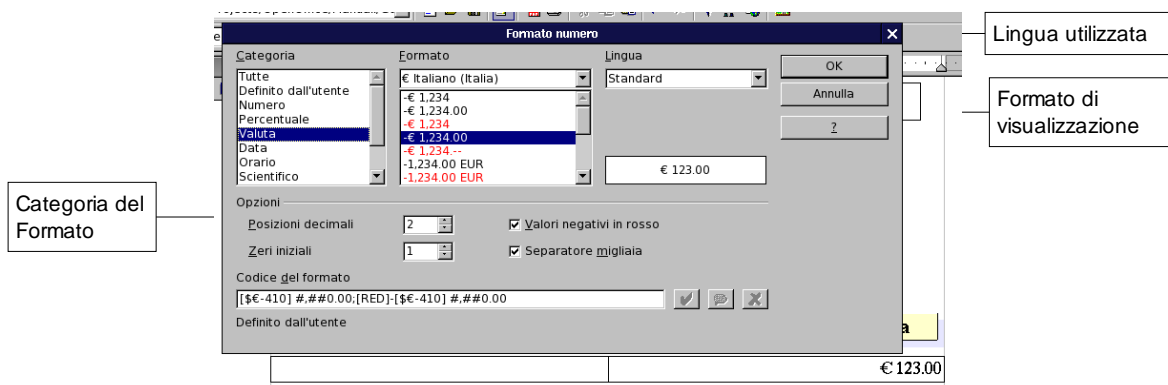 Formato numero
Lingua utilizzata
Categoria
Formato
Lingua
Tutte
Definito dall'utente
Numero
Percentuale
Valuta
Data
Orario
Scientifico
€ Italiano (Italia)
-€ 1,234
-€ 1,234.00
-€ 1,234
-€ 1,234.00
-€ 1,234.--
-1,234.00 EUR
-1,234.00 EUR
Standard
€ 123.00
OK
Annulla
?
Formato di
visualizzazione
Categoria del
Formato
Opzioni
Posizioni decimali
2
Valori negativi in rosso
Zeri iniziali
1
Separatore migliaia
Codice del formato
[$€-410] #,##0.00;[RED]-[$€-410] #,##0.00
Definito dall'utente
a
€ 123.00